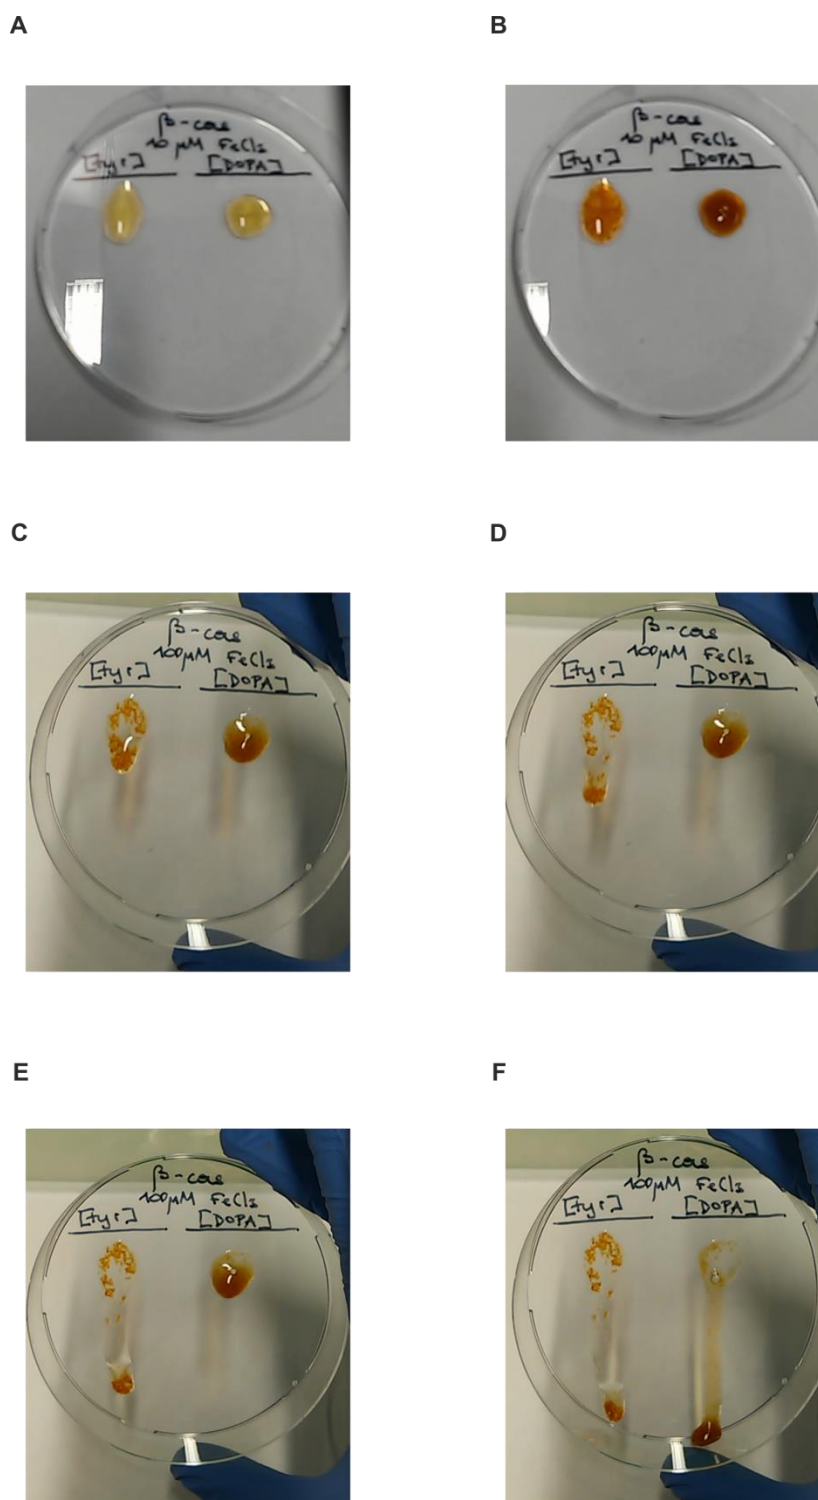 A
B
β-cas
10 μM FeCl₃
[tyr] [DOPA]
β-cas
10 μM FeCl₃
[tyr] [DOPA]
C
D
β-cas
100μM FeCl₃
[tyr] [DOPA]
β-cas
100μM FeCl₃
[tyr] [DOPA]
E
F
β-cas
100μM FeCl₃
[tyr] [DOPA]
β-cas
100μM FeCl₃
[tyr] [DOPA]